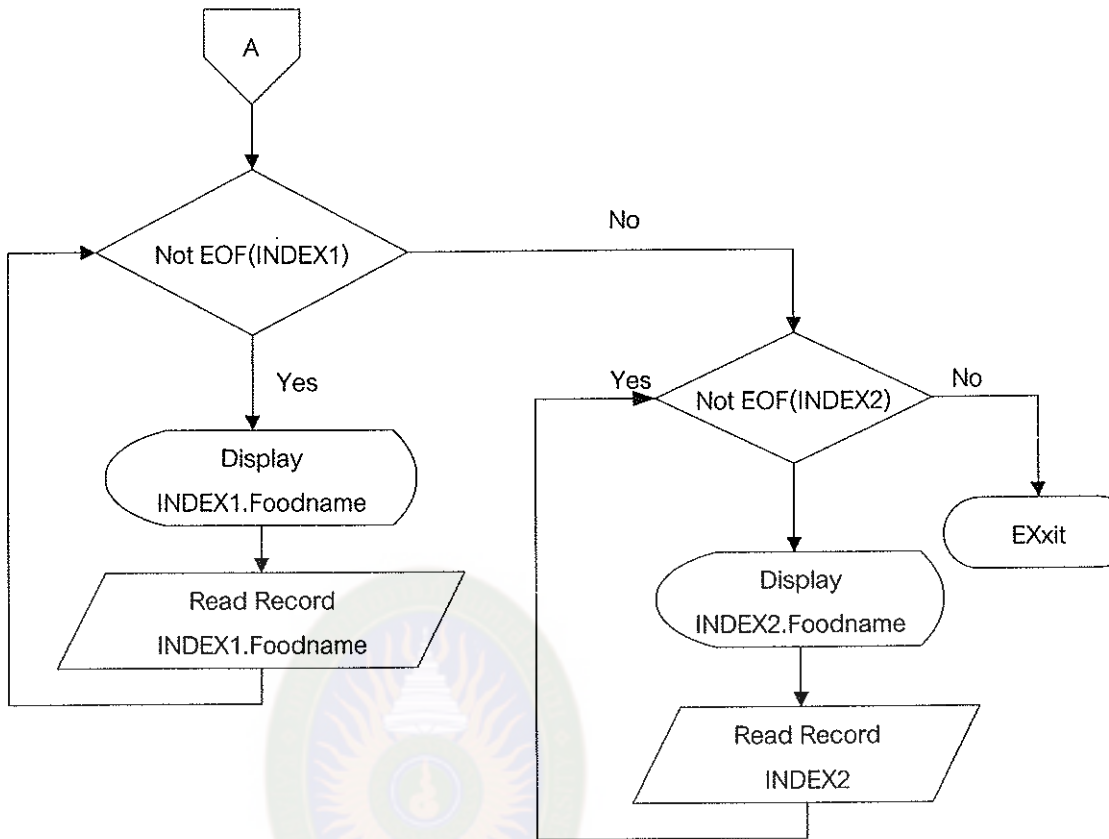 A
Not EOF(INDEX1)
No
Yes
Display
INDEX1.Foodname
Read Record
INDEX1.Foodname
Yes
Not EOF(INDEX2)
No
EXxit
Display
INDEX2.Foodname
Read Record
INDEX2